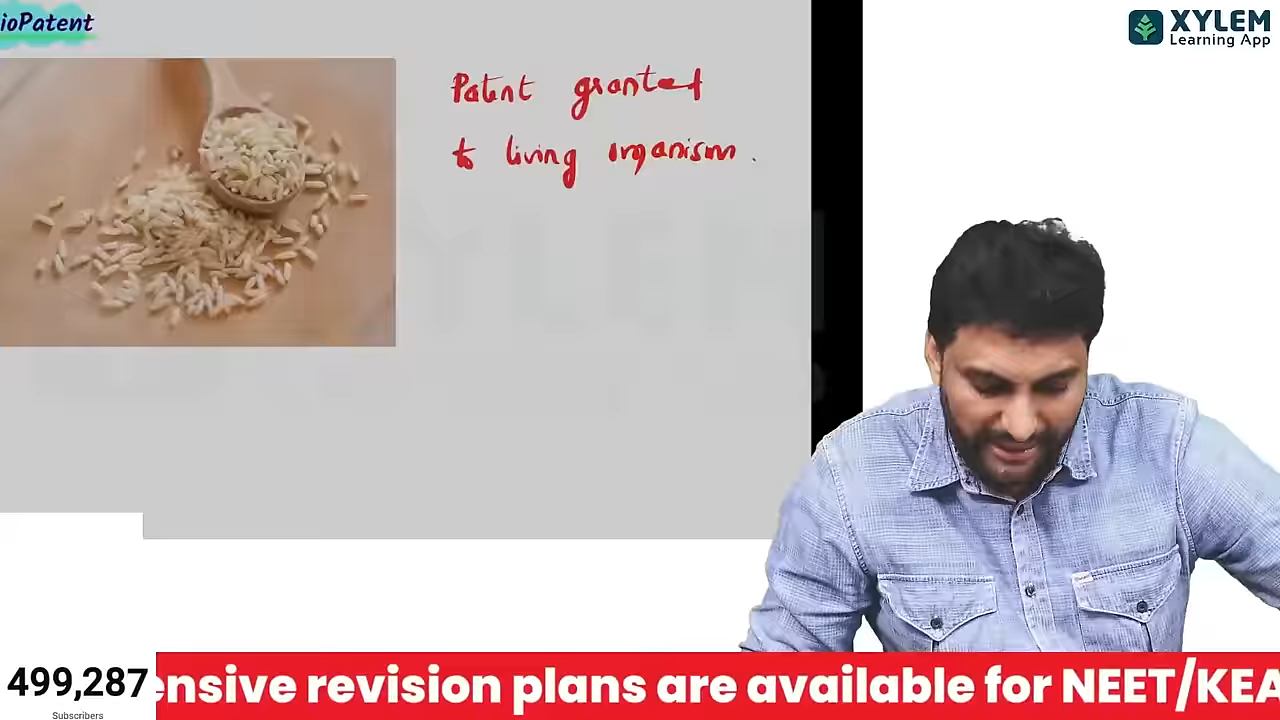 ioPatent
XYLEM
Learning App
Patent granted
to living organism.
XYLEM
499,287
Subscribers
ensive revision plans are available for NEET/KEA